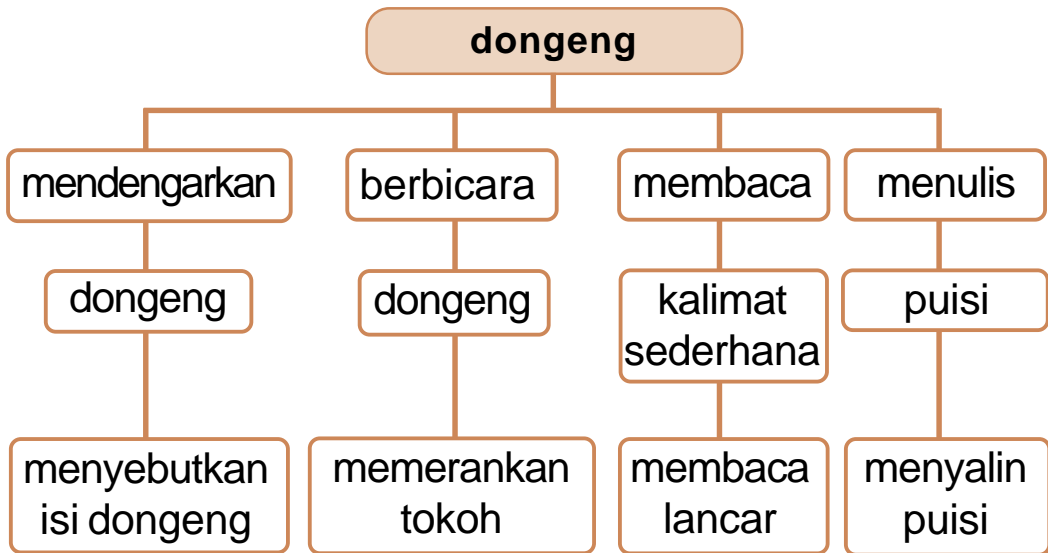 dongeng
mendengarkan
berbicara
membaca
menulis
dongeng
dongeng
kalimat
sederhana
puisi
menyebutkan
isi dongeng
memerankan
tokoh
membaca
lancar
menyalin
puisi